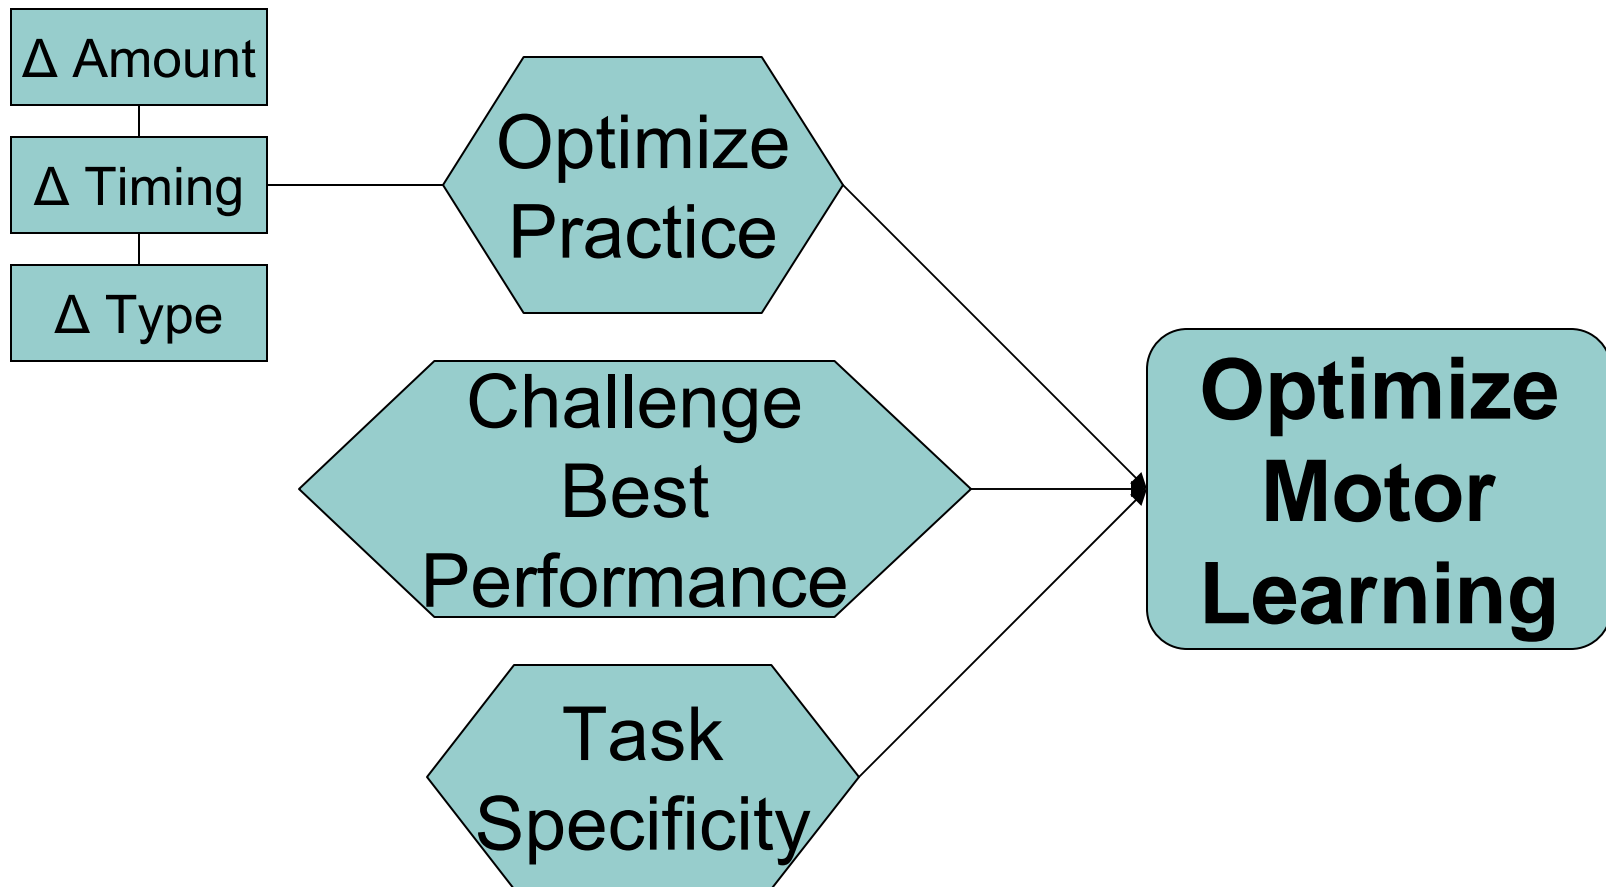 Δ Amount
Δ Timing
Δ Type
Optimize
Practice
Challenge
Best
Performance
Task
Specificity
Optimize
Motor
Learning